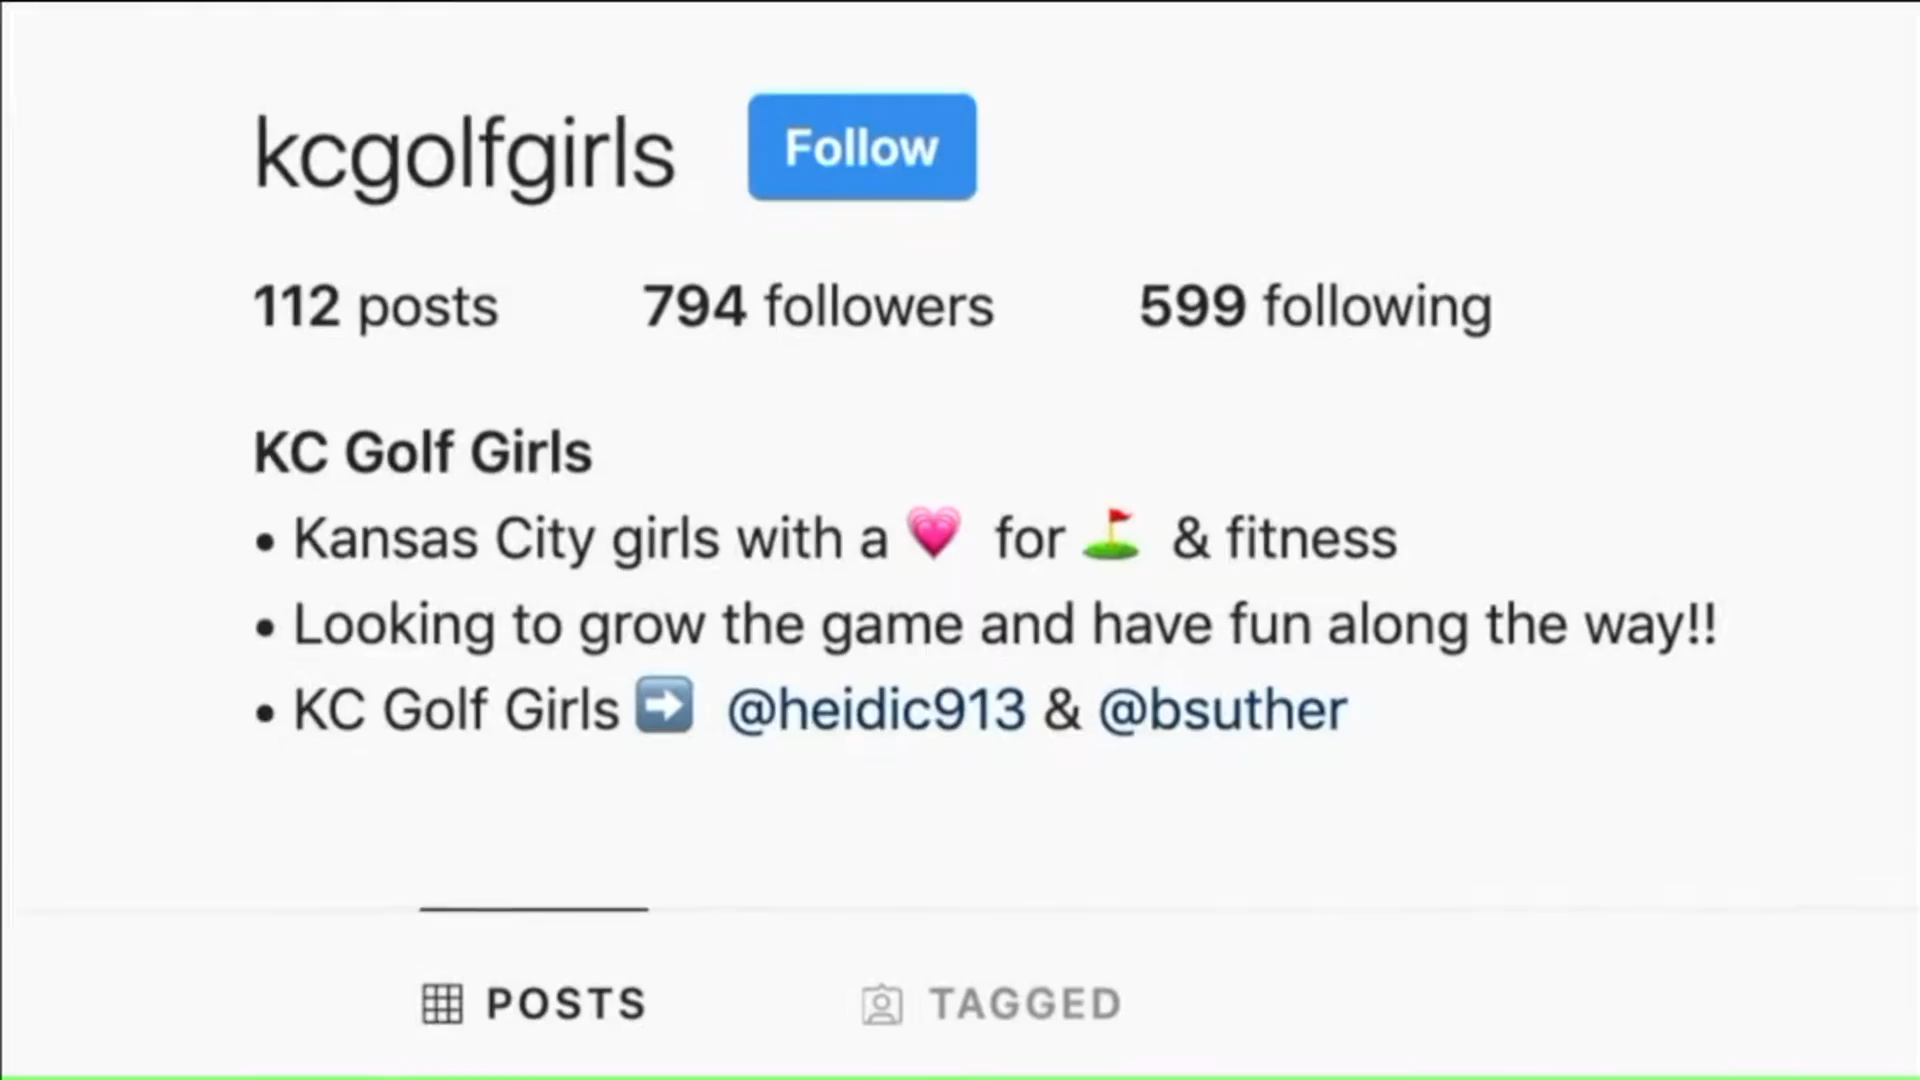 kcgolfgirls Follow
112 posts 794 followers 599 following
KC Golf Girls
• Kansas City girls with a 💗 for ⛳ & fitness
• Looking to grow the game and have fun along the way!!
• KC Golf Girls ➡️ @heidic913 & @bsuther
POSTS TAGGED